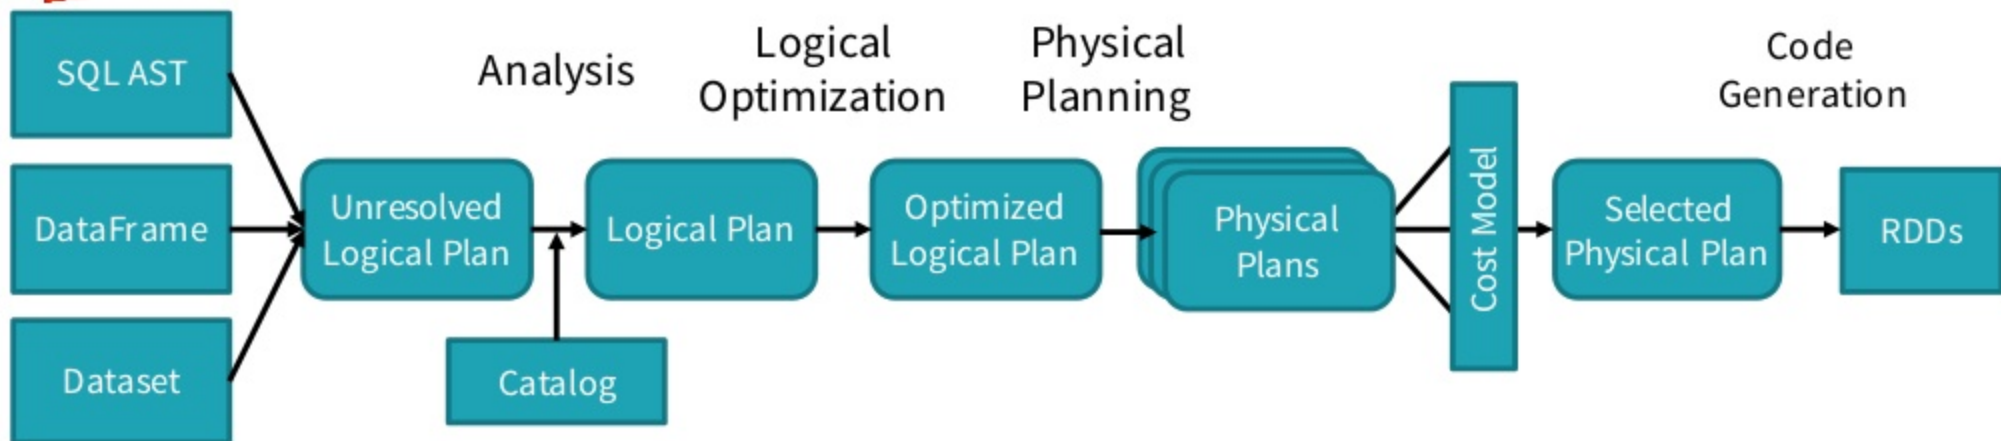 SQL AST
DataFrame
Dataset
Analysis
Logical
Optimization
Physical
Planning
Code
Generation
Unresolved
Logical Plan
Catalog
Logical Plan
Optimized
Logical Plan
Physical
Plans
Cost Model
Selected
Physical Plan
RDDs